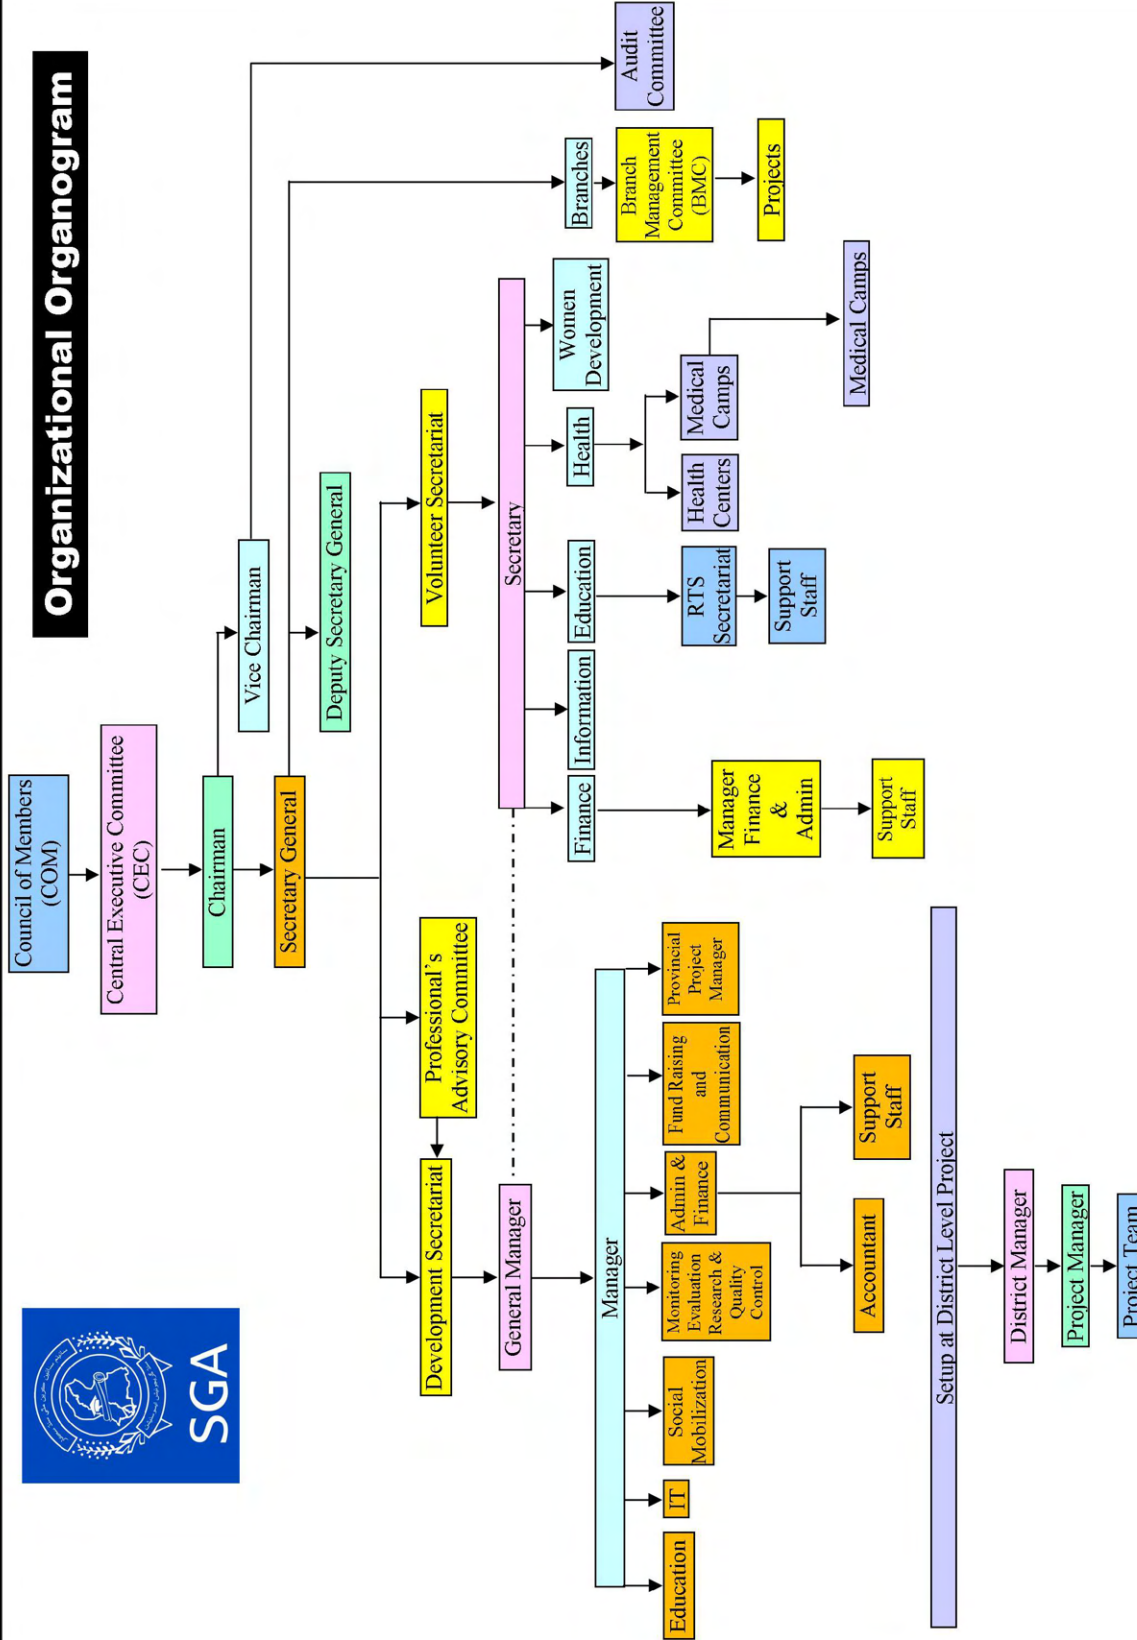 Organizational Organogram
SGA
Council of Members
(COM)
Central Executive Committee
(CEC)
Chairman
Vice Chairman
Secretary General
Deputy Secretary General
Development Secretariat
Professional's
Advisory Committee
Volunteer Secretariat
General Manager
Secretary
Finance
Information
Education
Health
Women
Development
Branches
Branch
Management
Committee
(BMC)
Projects
Audit
Committee
Manager
Education
IT
Social
Mobilization
Monitoring
Evaluation
Research &
Quality
Control
Admin &
Finance
Fund Raising
and
Communication
Provincial
Project
Manager
Manager
Finance
&
Admin
Support
Staff
RTS
Secretariat
Support
Staff
Health
Centers
Medical
Camps
Medical Camps
Accountant
Support
Staff
Setup at District Level Project
District Manager
Project Manager
Project Team